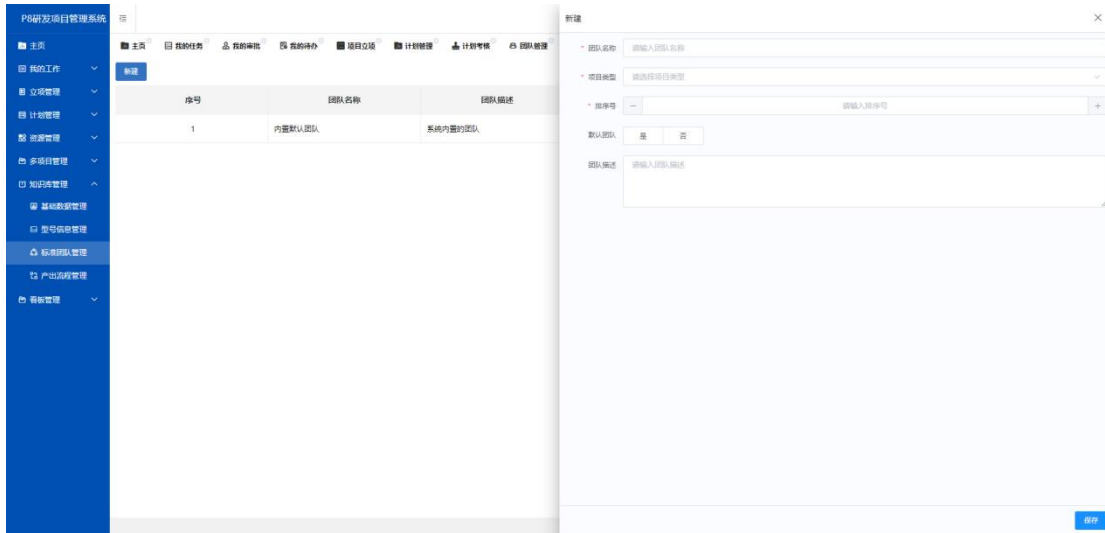 P8研发项目管理系统
主页
我的工作
立项管理
计划管理
资源管理
多项目管理
知识库管理
基础数据管理
型号信息管理
标准团队管理
产出流程管理
看板管理
主页 我的任务 我的审批 我的待办 项目立项 计划管理 计划考核 团队管理
新建
序号 团队名称 团队描述
1 内置默认团队 系统内置的团队
新建
* 团队名称 请输入团队名称
* 项目类型 请选择项目类型
* 排序号 请输入排序号
默认团队 是 否
团队描述 请输入团队描述
保存